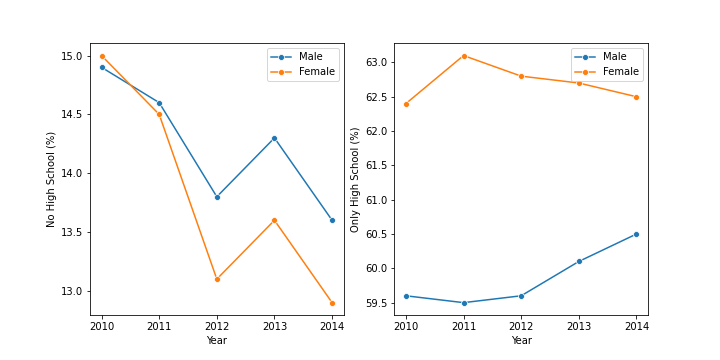 No High School (%)
15.0
14.5
14.0
13.5
13.0
2010 2011 2012 2013 2014
Year
Male
Female
Only High School (%)
63.0
62.5
62.0
61.5
61.0
60.5
60.0
59.5
2010 2011 2012 2013 2014
Year
Male
Female